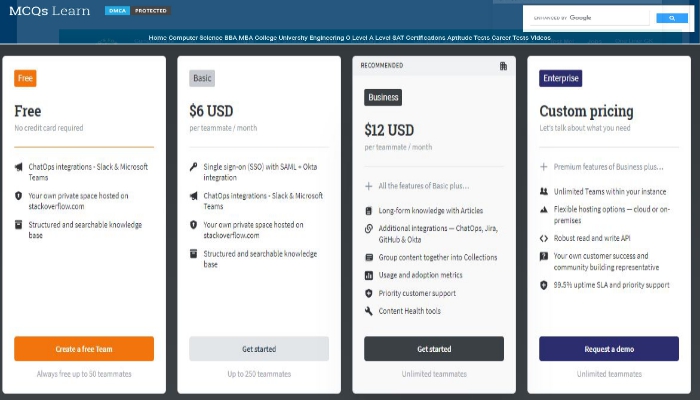 MCQs Learn
DMCA PROTECTED
ENHANCED BY Google
Home Computer Science BBA MBA College University Engineering O Level A Level SAT Certifications Aptitude Tests Career Tests Videos
Free
Free
No credit card required
ChatOps integrations - Slack & Microsoft
Teams
Your own private space hosted on
stackoverflow.com
Structured and searchable knowledge
base
Create a free Team
Always free up to 50 teammates
Basic
$6 USD
per teammate / month
Single sign-on (SSO) with SAML + Okta
integration
ChatOps integrations - Slack & Microsoft
Teams
Your own private space hosted on
stackoverflow.com
Structured and searchable knowledge
base
Get started
Up to 250 teammates
RECOMMENDED
Business
$12 USD
per teammate / month
All the features of Basic plus...
Long-form knowledge with Articles
Additional integrations — ChatOps, Jira,
GitHub & Okta
Group content together into Collections
Usage and adoption metrics
Priority customer support
Content Health tools
Get started
Unlimited teammates
Enterprise
Custom pricing
Let's talk about what you need
Premium features of Business plus...
Unlimited Teams within your instance
Flexible hosting options — cloud or on-
premises
Robust read and write API
Your own customer success and
community building representative
99.5% uptime SLA and priority support
Request a demo
Unlimited teammates